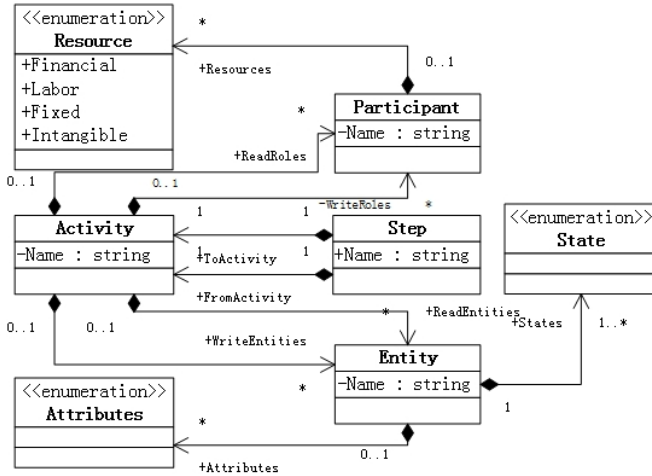 <<enumeration>>
Resource
+Financial
+Labor
+Fixed
+Intangible
*
+Resources
0..1
Participant
-Name : string
*
+ReadRoles
0..1
0..1
-WriteRoles
*
Activity
-Name : string
1
1
+ToActivity
1
1
+FromActivity
Step
+Name : string
<<enumeration>>
State
0..1
0..1
*
+ReadEntities
+States
1..*
+WriteEntities
*
Entity
-Name : string
1
<<enumeration>>
Attributes
*
+Attributes
0..1